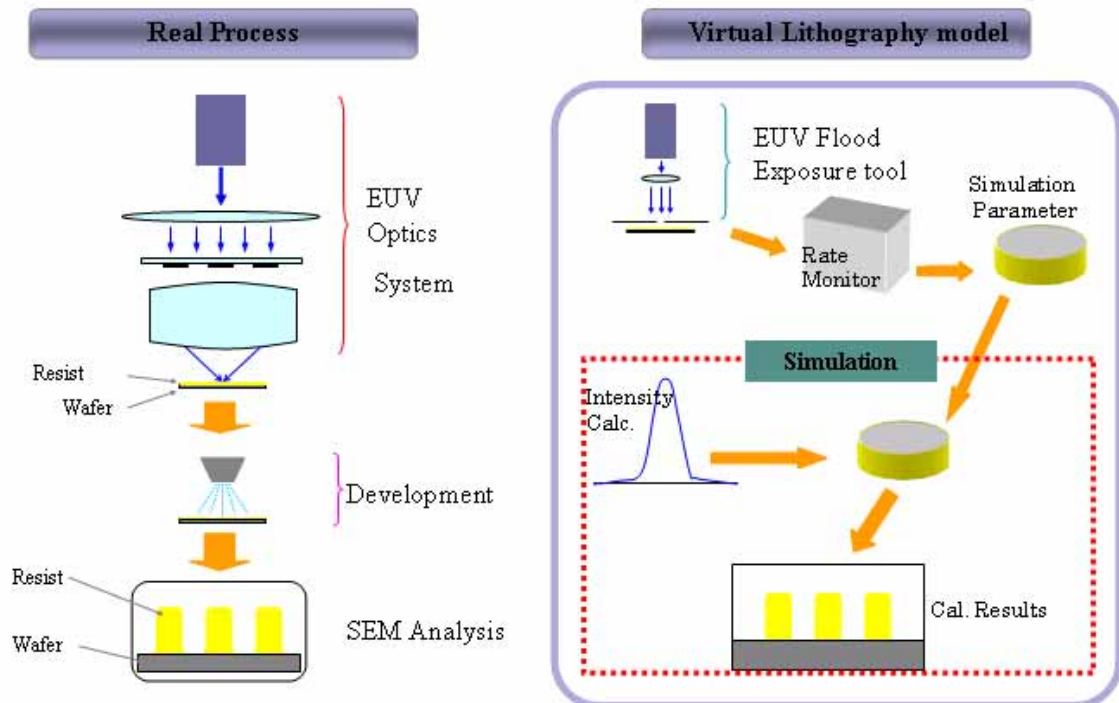 Real Process
EUV
Optics
System
Resist
Wafer
Development
Resist
Wafer
SEM Analysis
Virtual Lithography model
EUV Flood
Exposure tool
Simulation
Parameter
Rate
Monitor
Simulation
Intensity
Calc.
Cal. Results